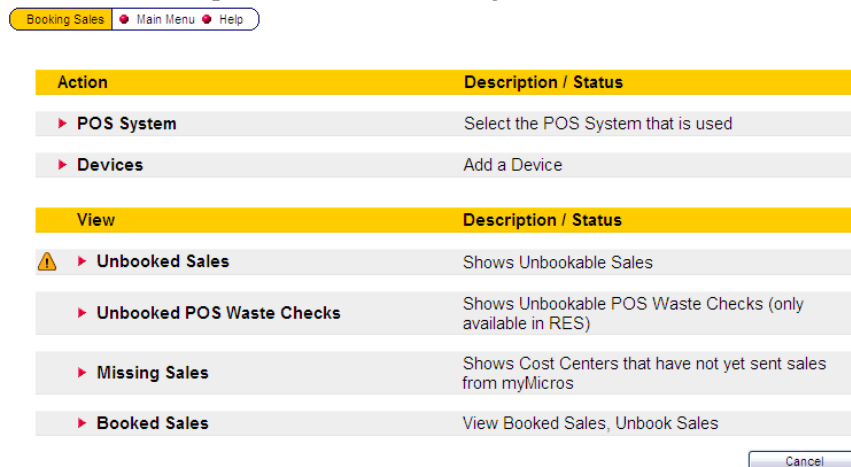 Booking Sales Main Menu Help
Action Description / Status
POS System Select the POS System that is used
Devices Add a Device
View Description / Status
Unbooked Sales Shows Unbookable Sales
Unbooked POS Waste Checks Shows Unbookable POS Waste Checks (only
available in RES)
Missing Sales Shows Cost Centers that have not yet sent sales
from myMicros
Booked Sales View Booked Sales, Unbook Sales
Cancel